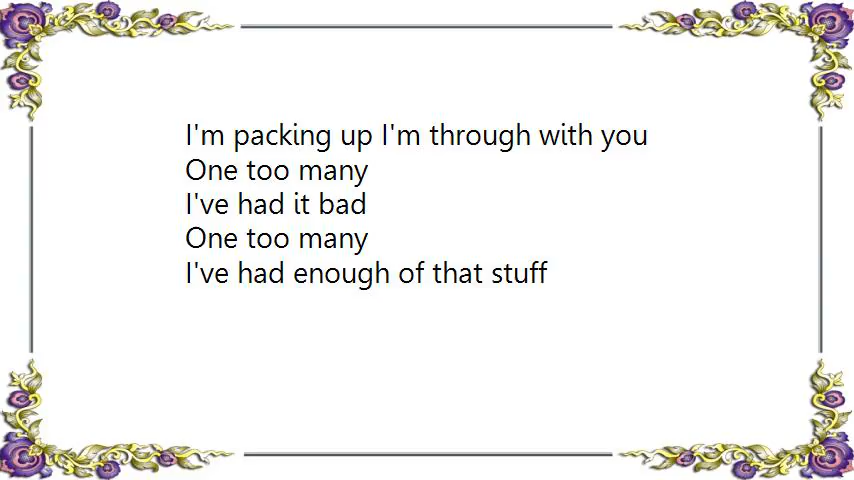 I'm packing up I'm through with you
One too many
I've had it bad
One too many
I've had enough of that stuff